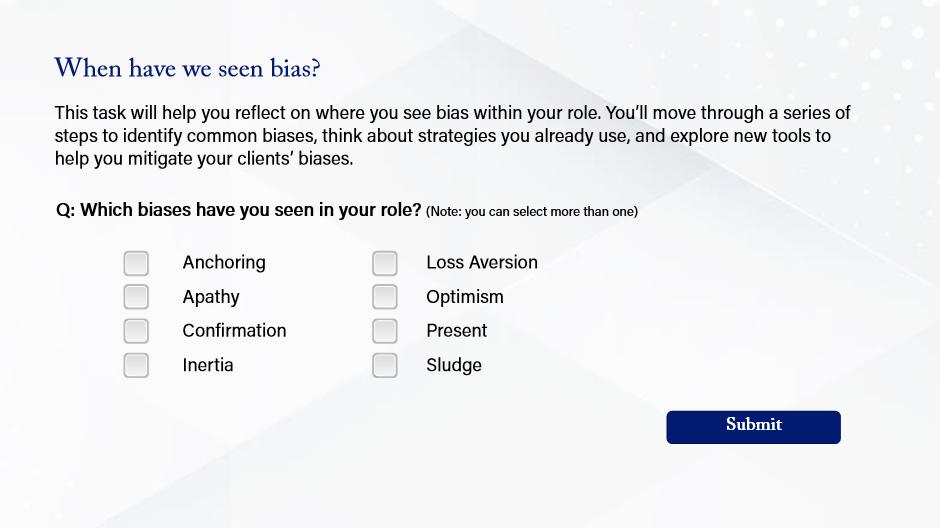 When have we seen bias?
This task will help you reflect on where you see bias within your role. You’ll move through a series of
steps to identify common biases, think about strategies you already use, and explore new tools to
help you mitigate your clients’ biases.
Q: Which biases have you seen in your role? (Note: you can select more than one)
Anchoring
Apathy
Confirmation
Inertia
Loss Aversion
Optimism
Present
Sludge
Submit